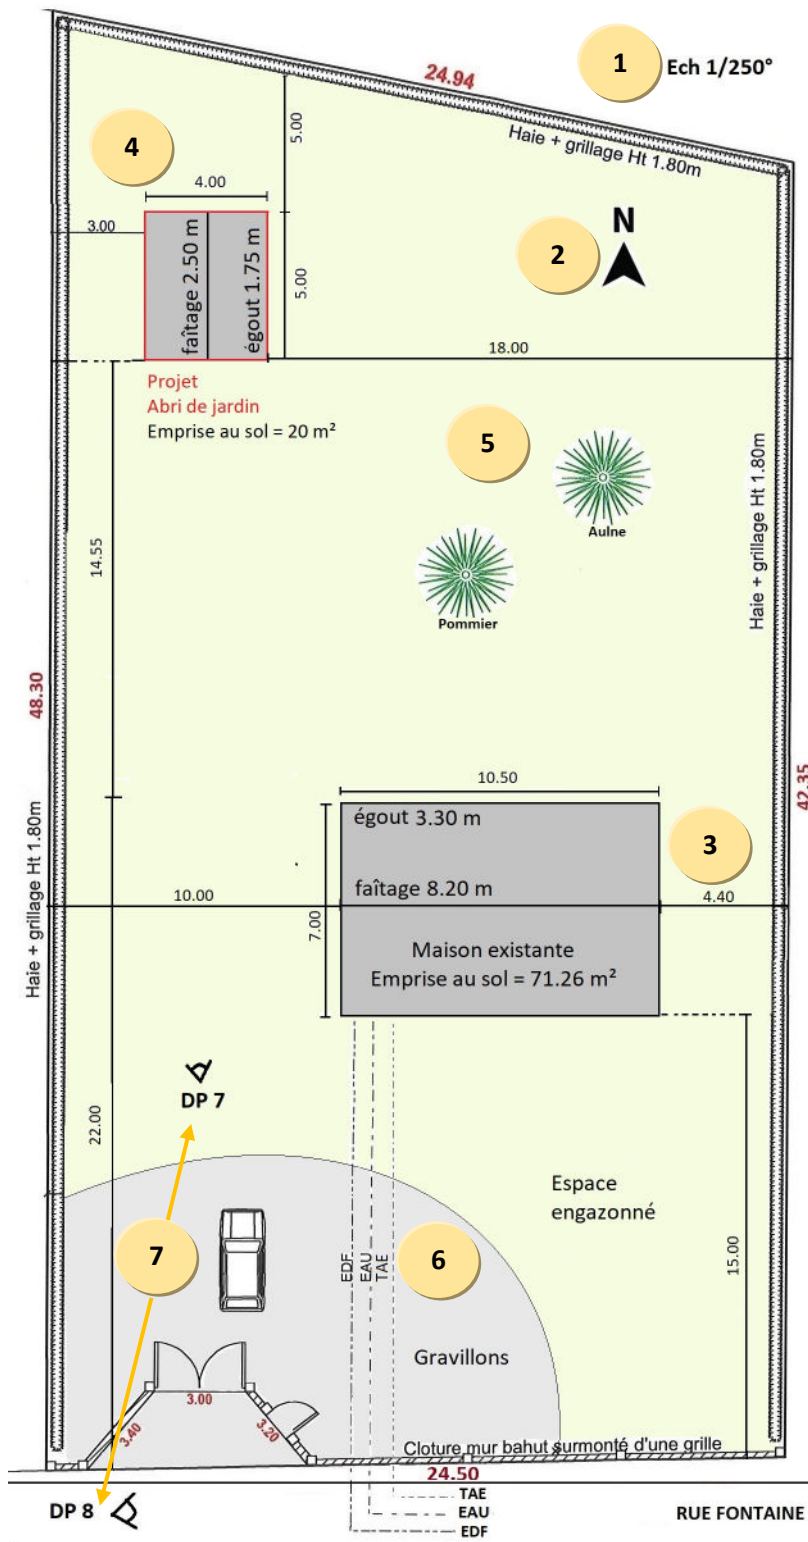 1
Ech 1/250°
24.94
Haie + grillage Ht 1.80m
4
5.00
4.00
3.00
N
2
faîtage 2.50 m
égout 1.75 m
5.00
18.00
Projet
Abri de jardin
Emprise au sol = 20 m²
5
Aulne
Haie + grillage Ht 1.80m
14.55
Pommier
48.30
42.35
10.50
égout 3.30 m
3
Haie + grillage Ht 1.80m
faîtage 8.20 m
10.00
4.40
7.00
Maison existante
Emprise au sol = 71.26 m²
DP 7
22.00
Espace
engazonné
7
6
EDF
EAU
TAE
15.00
Gravillons
3.00
3.40
3.20
Cloture mur bahut surmonté d'une grille
24.50
TAE
DP 8
EAU
RUE FONTAINE
EDF